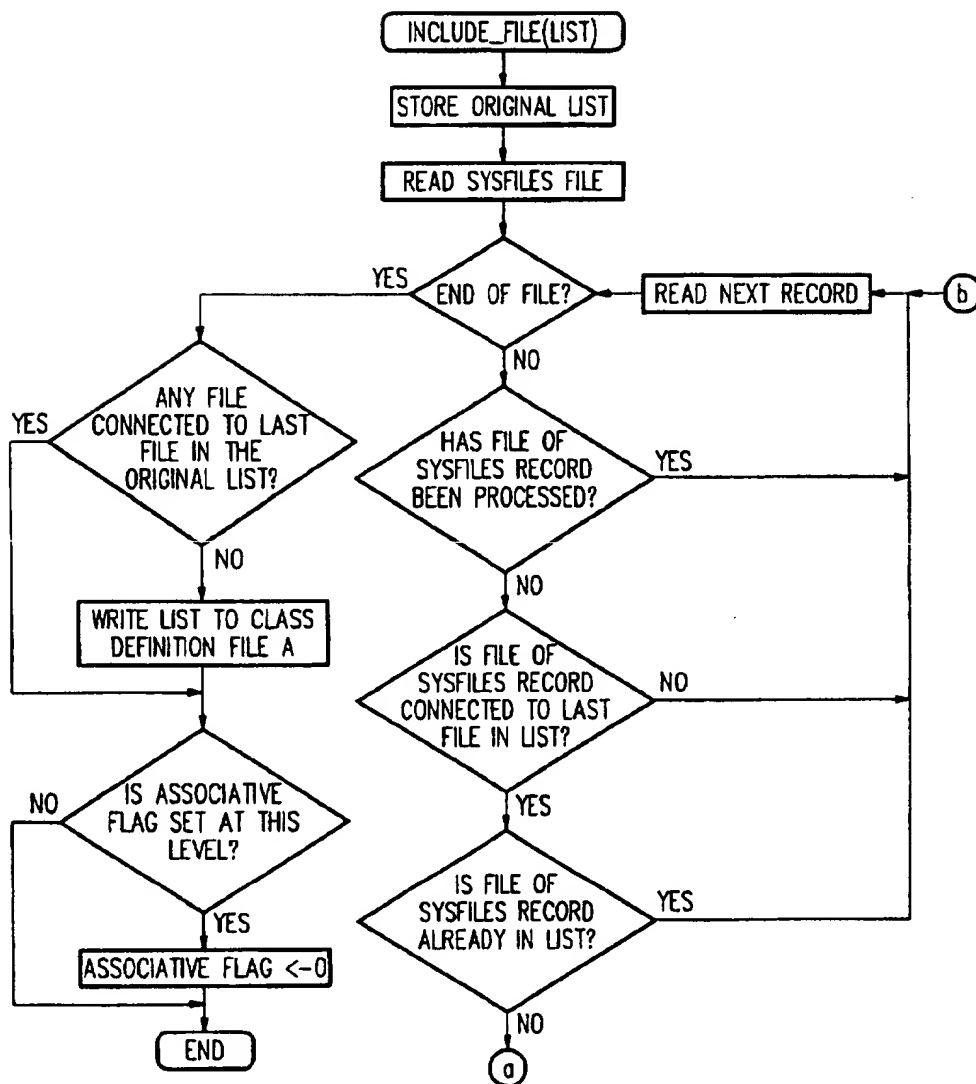 INCLUDE_FILE(LIST)
STORE ORIGINAL LIST
READ SYSFILES FILE
YES
END OF FILE?
READ NEXT RECORD
b
NO
ANY FILE
CONNECTED TO LAST
FILE IN THE
ORIGINAL LIST?
YES
NO
HAS FILE OF
SYSFILES RECORD
BEEN PROCESSED?
YES
NO
WRITE LIST TO CLASS
DEFINITION FILE A
IS FILE OF
SYSFILES RECORD
CONNECTED TO LAST
FILE IN LIST?
NO
YES
IS ASSOCIATIVE
FLAG SET AT THIS
LEVEL?
NO
YES
IS FILE OF
SYSFILES RECORD
ALREADY IN LIST?
YES
NO
ASSOCIATIVE FLAG <-0
END
a